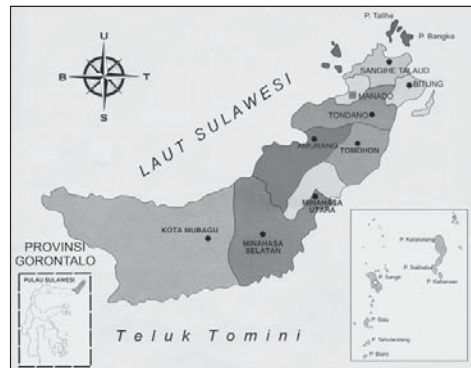 P. Talihe
P. Bangka
U
B
T
S
SANGIHE TALAUD
BITUNG
MANADO
LAUT SULAWESI
TONDANO
AMURANG
TOMOHON
MINAHASA
UTARA
KOTA MUBAGU
MINAHASA
SELATAN
PROVINSI
GORONTALO
PULAU SULAWESI
Teluk Tomini
P. Karakelang
P. Salibabu
P. Kabaruan
P. Sangir
P. Siau
P. Tahulandang
P. Biaro